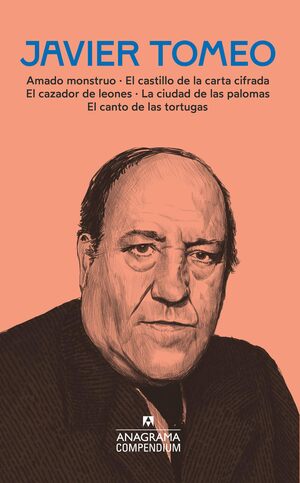 JAVIER TOMEO
Amado monstruo · El castillo de la carta cifrada
El cazador de leones · La ciudad de las palomas
El canto de las tortugas
ANAGRAMA
COMPENDIUM